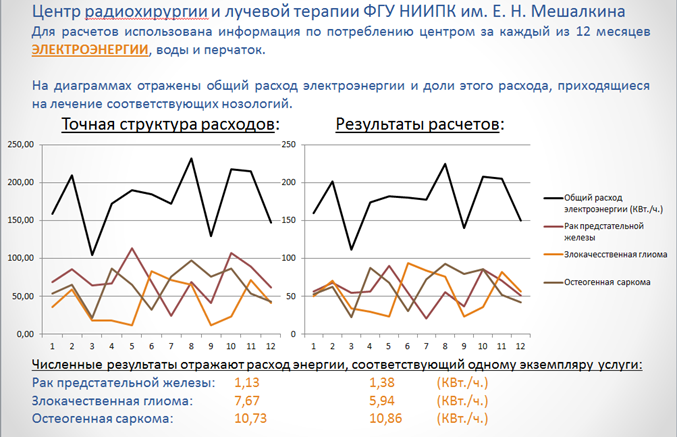 Центр радиохирургии и лучевой терапии ФГУ НИИПК им. Е. Н. Мешалкина
Для расчетов использована информация по потреблению центром за каждый из 12 месяцев
ЭЛЕКТРОЭНЕРГИИ, воды и перчаток.
На диаграммах отражены общий расход электроэнергии и доли этого расхода, приходящиеся
на лечение соответствующих нозологий.
Точная структура расходов:
250,00
200,00
150,00
100,00
50,00
0,00
1 2 3 4 5 6 7 8 9 10 11 12
Результаты расчетов:
250
200
150
100
50
0
1 2 3 4 5 6 7 8 9 10 11 12
Общий расход
электроэнергии (КВт./ч.)
Рак предстательной
железы
Злокачественная глиома
Остеогенная саркома
Численные результаты отражают расход энергии, соответствующий одному экземпляру услуги:
Рак предстательной железы: 1,13 1,38 (КВт./ч.)
Злокачественная глиома: 7,67 5,94 (КВт./ч.)
Остеогенная саркома: 10,73 10,86 (КВт./ч.)